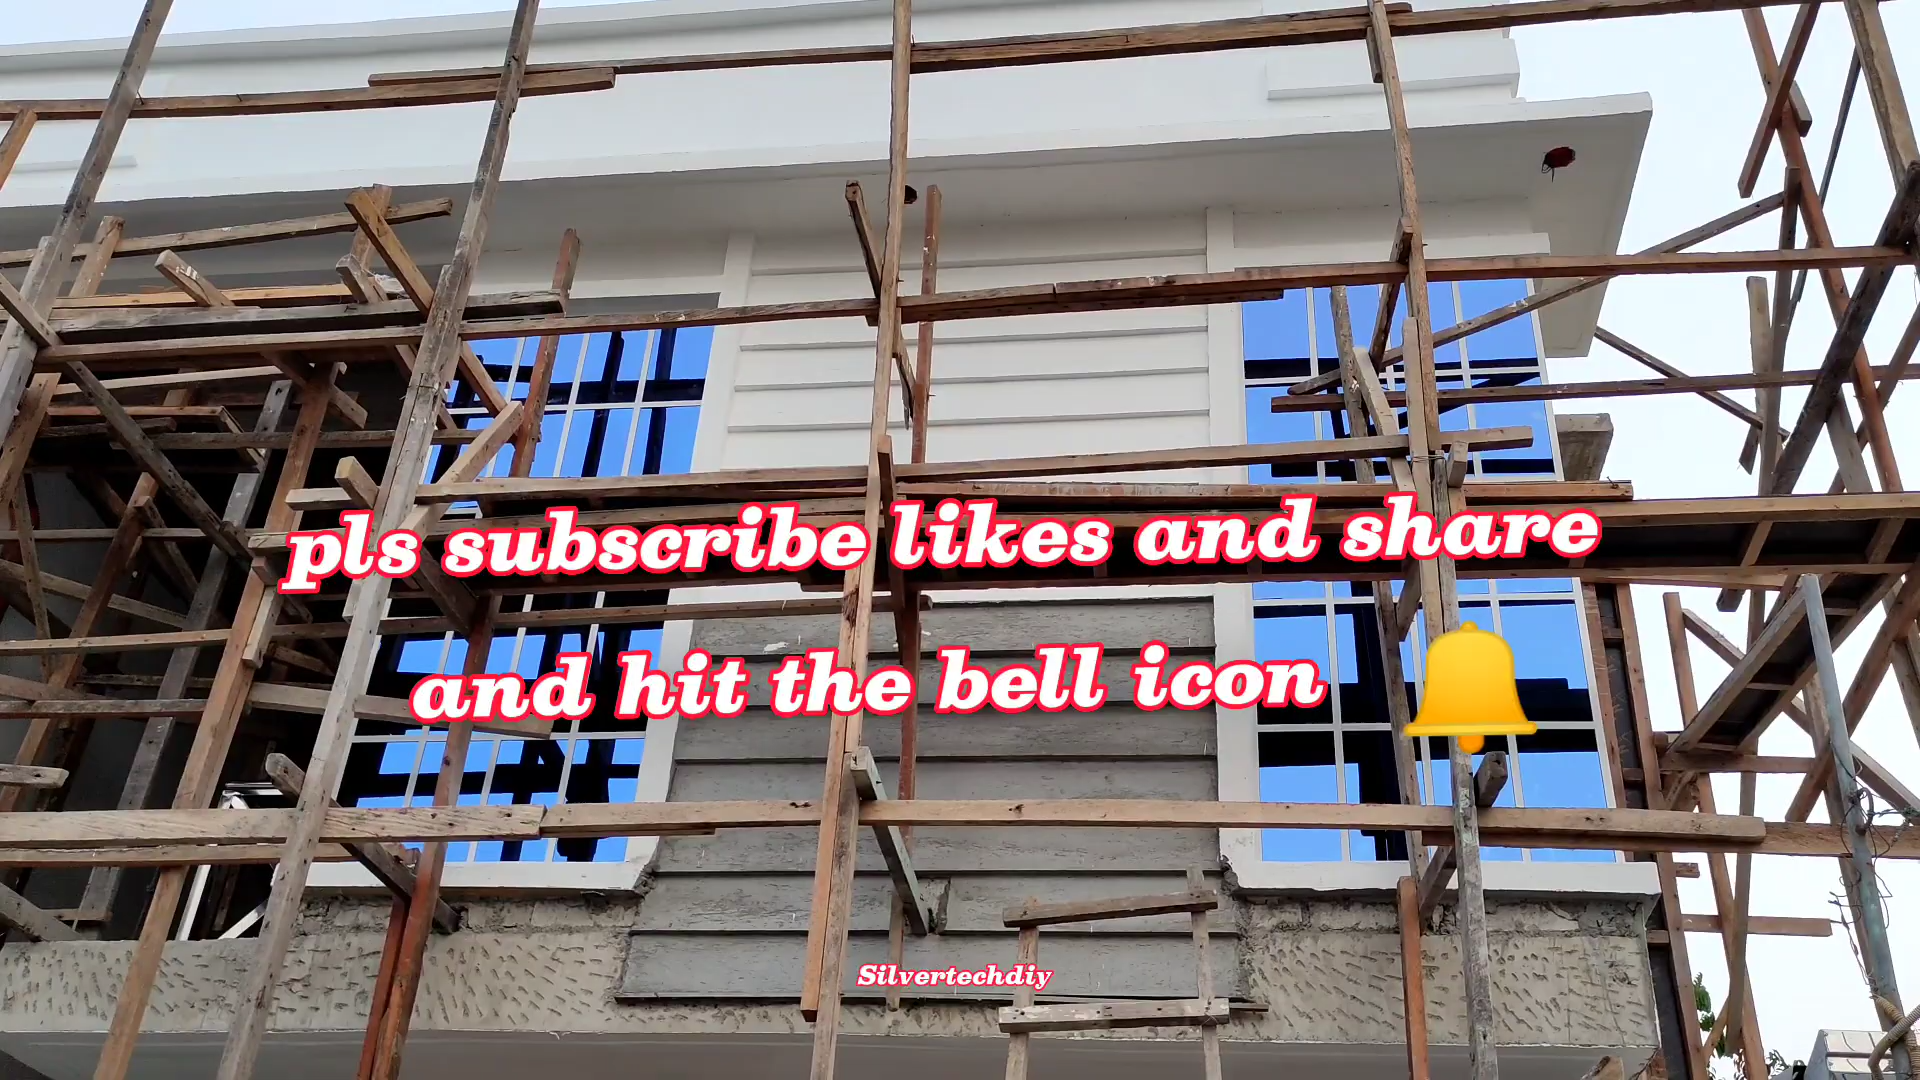 pls subscribe likes and share
and hit the bell icon
Silvertechdiy